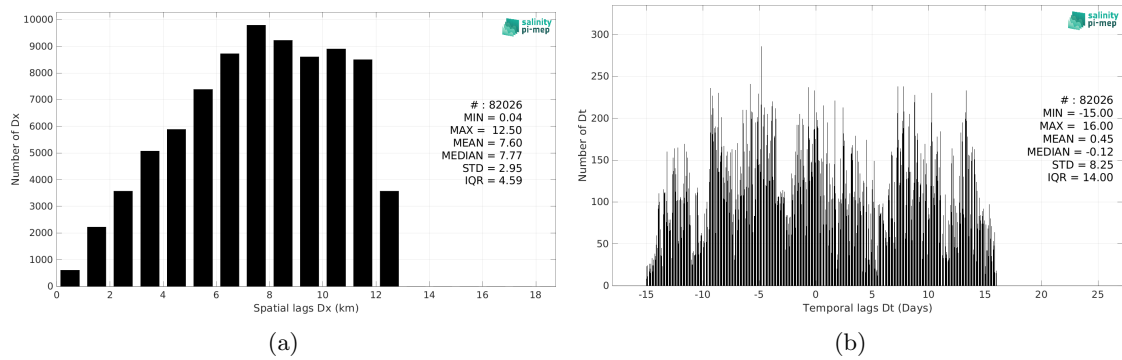 10000
9000
8000
7000
6000
5000
4000
3000
2000
1000
0
Number of Dx
0 2 4 6 8 10 12 14 16 18
Spatial lags Dx (km)
salinity
pi-mep
# : 82026
MIN = 0.04
MAX = 12.50
MEAN = 7.60
MEDIAN = 7.77
STD = 2.95
IQR = 4.59
(a)
300
250
200
150
100
50
0
Number of Dt
-15 -10 -5 0 5 10 15 20 25
Temporal lags Dt (Days)
salinity
pi-mep
# : 82026
MIN = -15.00
MAX = 16.00
MEAN = 0.45
MEDIAN = -0.12
STD = 8.25
IQR = 14.00
(b)